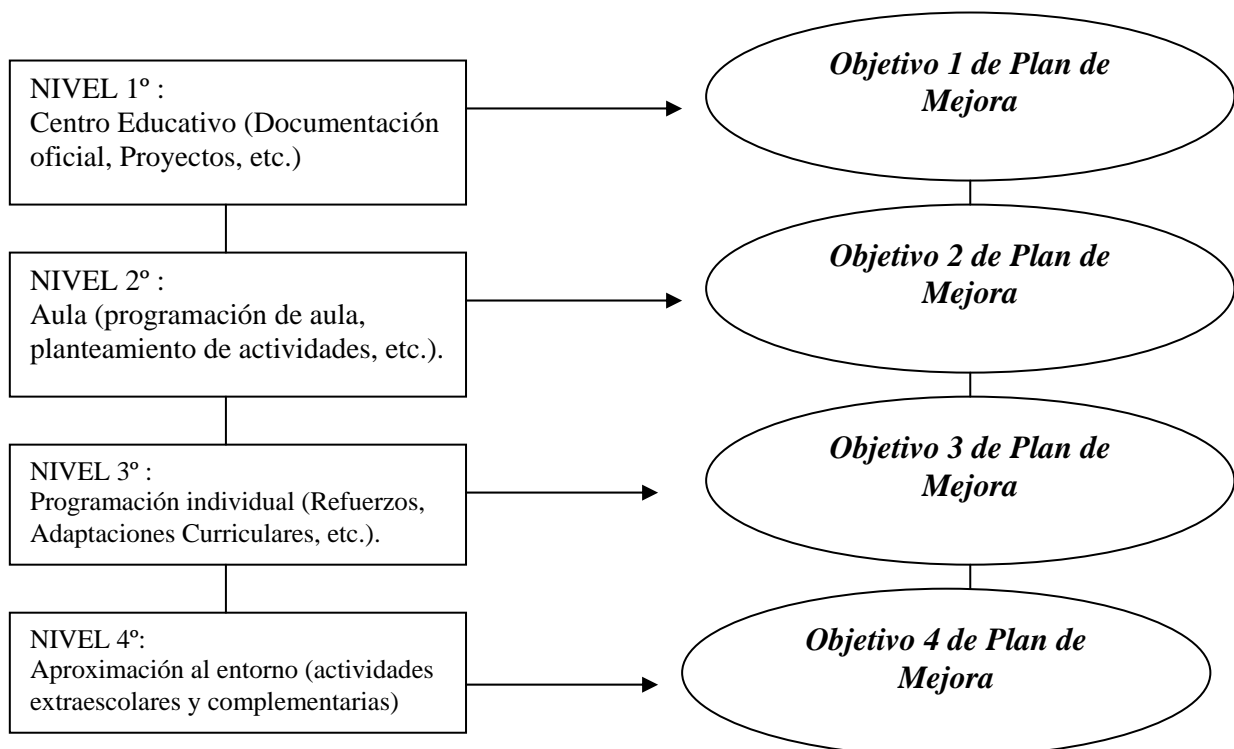 NIVEL 1º :
Centro Educativo (Documentación
oficial, Proyectos, etc.)
Objetivo 1 de Plan de
Mejora
NIVEL 2º :
Aula (programación de aula,
planteamiento de actividades, etc.).
Objetivo 2 de Plan de
Mejora
NIVEL 3º :
Programación individual (Refuerzos,
Adaptaciones Curriculares, etc.).
Objetivo 3 de Plan de
Mejora
NIVEL 4º:
Aproximación al entorno (actividades
extraescolares y complementarias)
Objetivo 4 de Plan de
Mejora